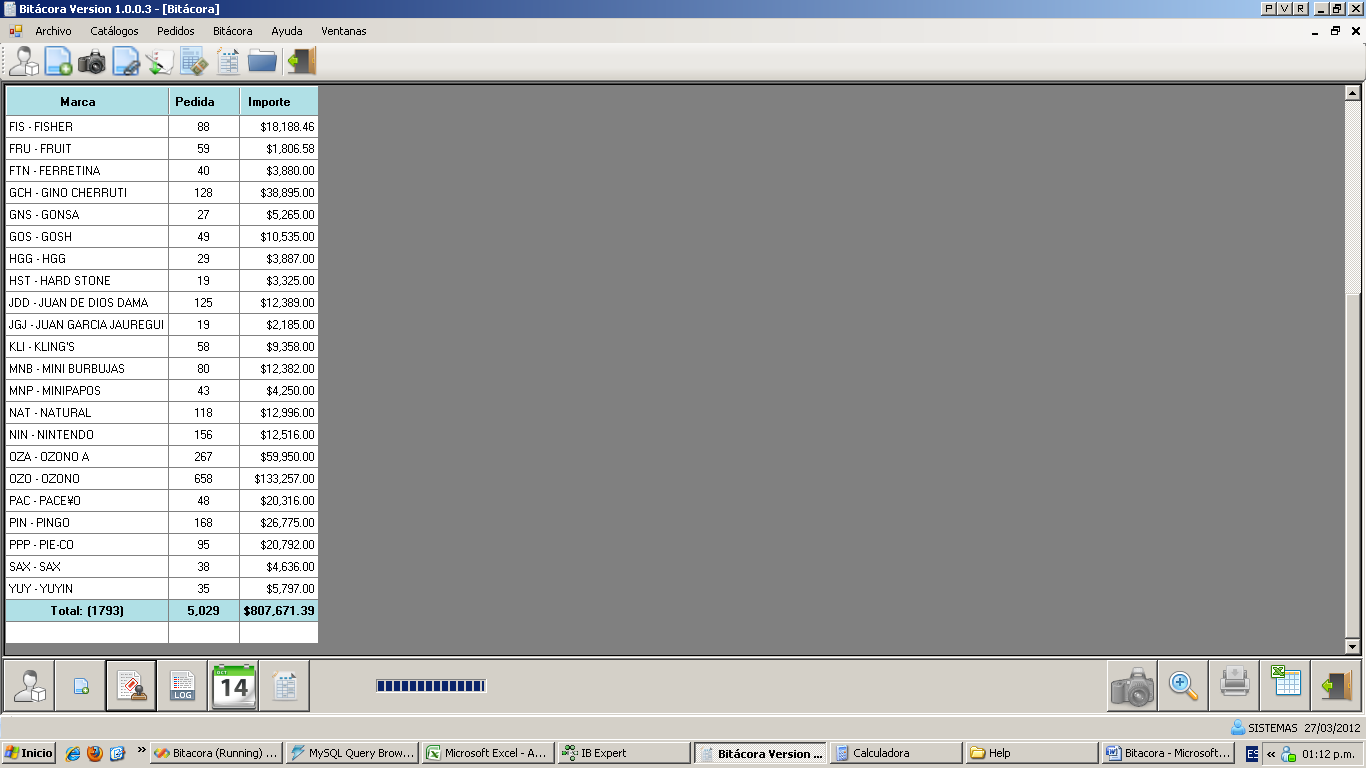 Bitácora Version 1.0.0.3 - [Bitácora] P V R
Archivo Catálogos Pedidos Bitácora Ayuda Ventanas
Marca Pedida Importe
FIS - FISHER 88 $18,188.46
FRU - FRUIT 59 $1,806.58
FTN - FERRETINA 40 $3,880.00
GCH - GINO CHERRUTI 128 $38,895.00
GNS - GONSA 27 $5,265.00
GOS - GOSH 49 $10,535.00
HGG - HGG 29 $3,887.00
HST - HARD STONE 19 $3,325.00
JDD - JUAN DE DIOS DAMA 125 $12,389.00
JGJ - JUAN GARCIA JAUREGUI 19 $2,185.00
KLI - KLING'S 58 $9,358.00
MNB - MINI BURBUJAS 80 $12,382.00
MNP - MINIPAPOS 43 $4,250.00
NAT - NATURAL 118 $12,996.00
NIN - NINTENDO 156 $12,516.00
OZA - OZONO A 267 $59,950.00
OZO - OZONO 658 $133,257.00
PAC - PACE¥O 48 $20,316.00
PIN - PINGO 168 $26,775.00
PPP - PIE-CO 95 $20,792.00
SAX - SAX 38 $4,636.00
YUY - YUYIN 35 $5,797.00
Total: (1793) 5,029 $807,671.39
LOG OCT 14
SISTEMAS 27/03/2012
Inicio » Bitacora (Running) ... MySQL Query Brow... Microsoft Excel - A... IB Expert Bitácora Version ... Calculadora Help Bitacora - Microsoft... ES « 01:12 p.m.